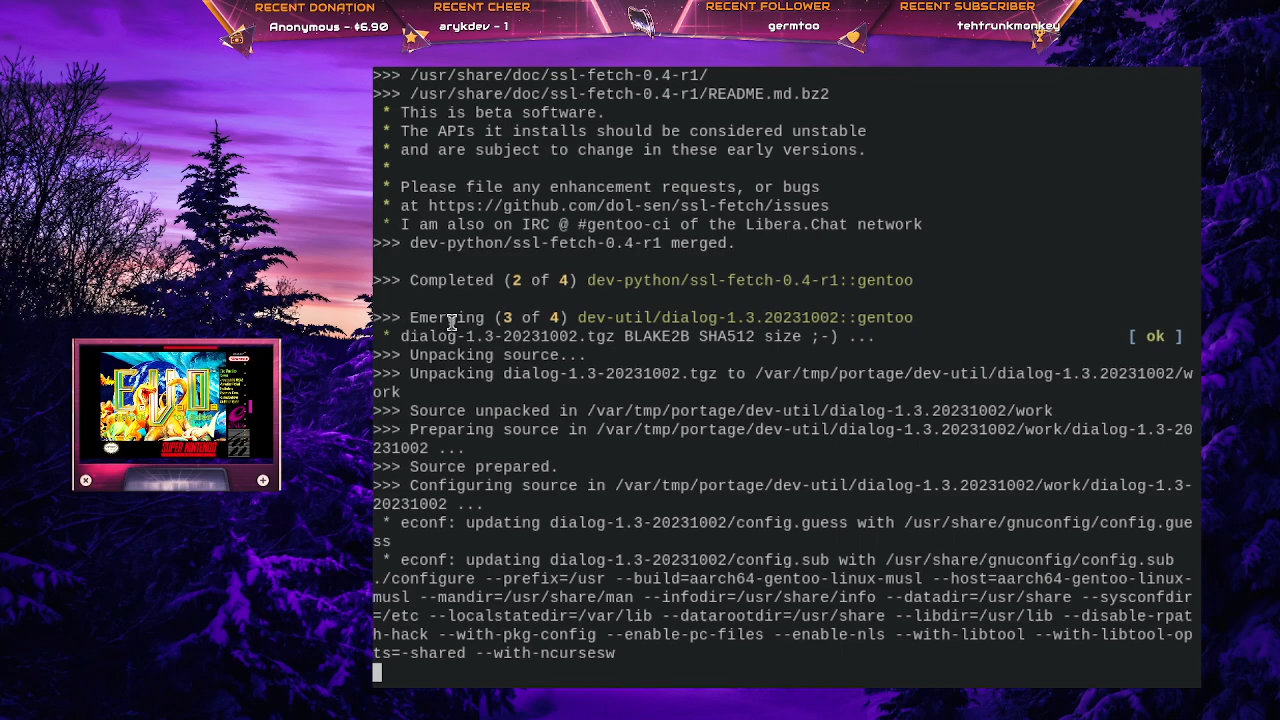 RECENT DONATION
Anonymous - $6.90
RECENT CHEER
arykdev - 1
RECENT FOLLOWER
germtoo
RECENT SUBSCRIBER
tehtrunkmonkey
>>> /usr/share/doc/ssl-fetch-0.4-r1/
>>> /usr/share/doc/ssl-fetch-0.4-r1/README.md.bz2
 * This is beta software.
 * The APIs it installs should be considered unstable
 * and are subject to change in these early versions.
 *
 * Please file any enhancement requests, or bugs
 * at https://github.com/dol-sen/ssl-fetch/issues
 * I am also on IRC @ #gentoo-ci of the Libera.Chat network
>>> dev-python/ssl-fetch-0.4-r1 merged.
>>> Completed (2 of 4) dev-python/ssl-fetch-0.4-r1::gentoo
>>> Emerging (3 of 4) dev-util/dialog-1.3.20231002::gentoo
 * dialog-1.3-20231002.tgz BLAKE2B SHA512 size ;-) ... [ ok ]
>>> Unpacking source...
>>> Unpacking dialog-1.3-20231002.tgz to /var/tmp/portage/dev-util/dialog-1.3.20231002/w
ork
>>> Source unpacked in /var/tmp/portage/dev-util/dialog-1.3.20231002/work
>>> Preparing source in /var/tmp/portage/dev-util/dialog-1.3.20231002/work/dialog-1.3-20
231002 ...
>>> Source prepared.
>>> Configuring source in /var/tmp/portage/dev-util/dialog-1.3.20231002/work/dialog-1.3-
20231002 ...
 * econf: updating dialog-1.3-20231002/config.guess with /usr/share/gnuconfig/config.gue
ss
 * econf: updating dialog-1.3-20231002/config.sub with /usr/share/gnuconfig/config.sub
./configure --prefix=/usr --build=aarch64-gentoo-linux-musl --host=aarch64-gentoo-linux-
musl --mandir=/usr/share/man --infodir=/usr/share/info --datadir=/usr/share --sysconfdir
=/etc --localstatedir=/var/lib --datarootdir=/usr/share --libdir=/usr/lib --disable-rpat
h-hack --with-pkg-config --enable-pc-files --enable-nls --with-libtool --with-libtool-op
ts=-shared --with-ncursesw
E.V.O.
SUPER NINTENDO